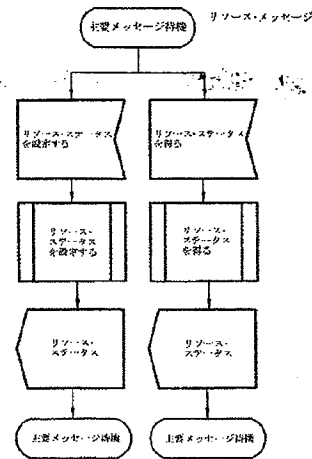 リソース・メッセージ
主要メッセージ待機
リソース・ステータス
を設定する
リソース・ステータス
を得る
リソース・
ステータス
を設定する
リソース・
ステータス
を得る
リソース・
ステータス
リソース・
ステータス
主要メッセージ待機
主要メッセージ待機